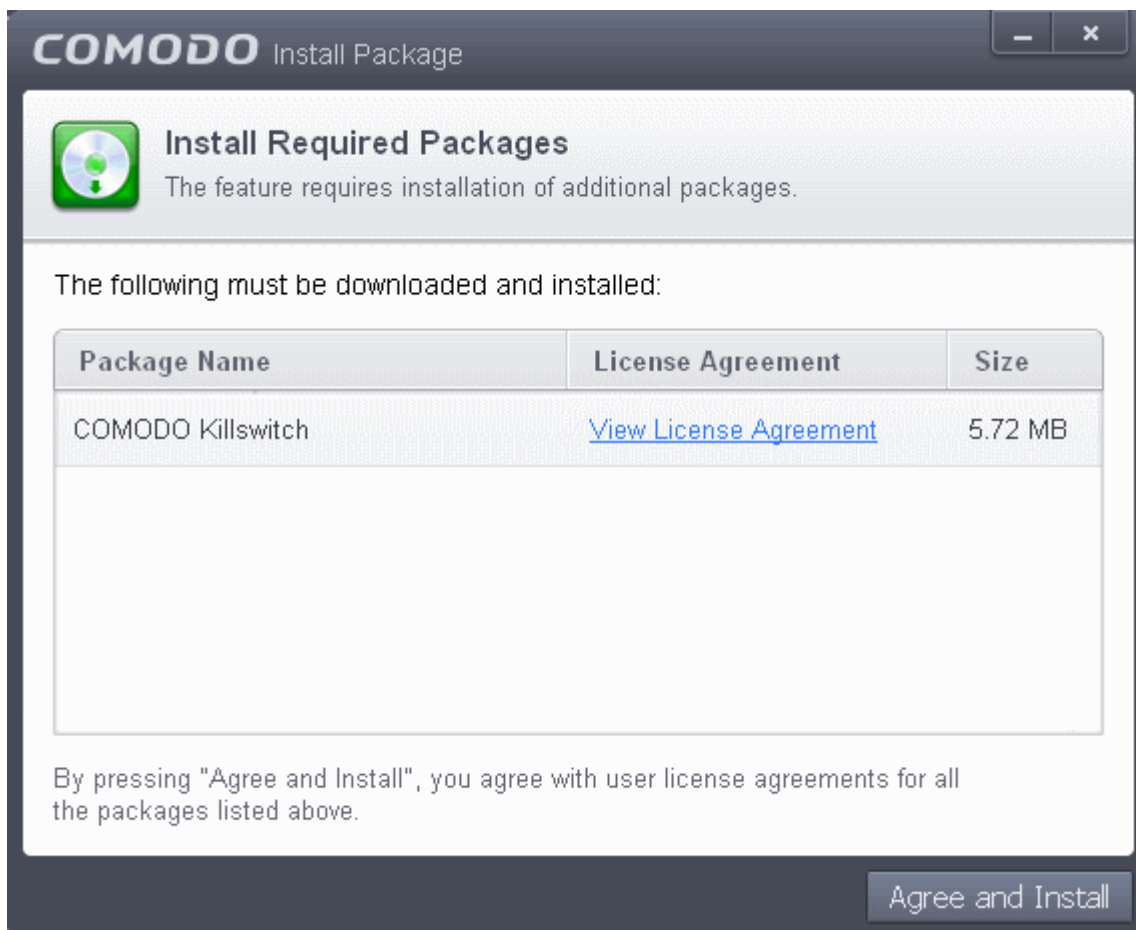 COMODO Install Package
Install Required Packages
The feature requires installation of additional packages.
The following must be downloaded and installed:
Package Name License Agreement Size
COMODO Killswitch View License Agreement 5.72 MB
By pressing "Agree and Install", you agree with user license agreements for all
the packages listed above.
Agree and Install